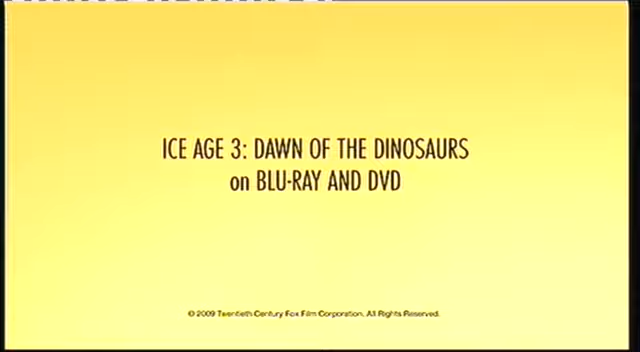 ICE AGE 3: DAWN OF THE DINOSAURS
on BLU-RAY AND DVD
© 2009 Twentieth Century Fox Film Corporation. All Rights Reserved.